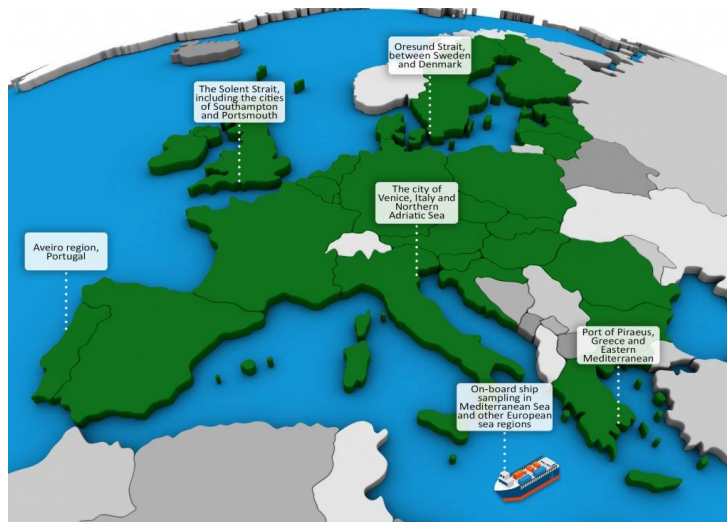 Oresund Strait,
between Sweden
and Denmark
The Solent Strait,
including the cities
of Southampton
and Portsmouth
The city of
Venice, Italy and
Northern
Adriatic Sea
Aveiro region,
Portugal
Port of Piraeus,
Greece and
Eastern
Mediterranean
On-board ship
sampling in
Mediterranean Sea
and other European
sea regions